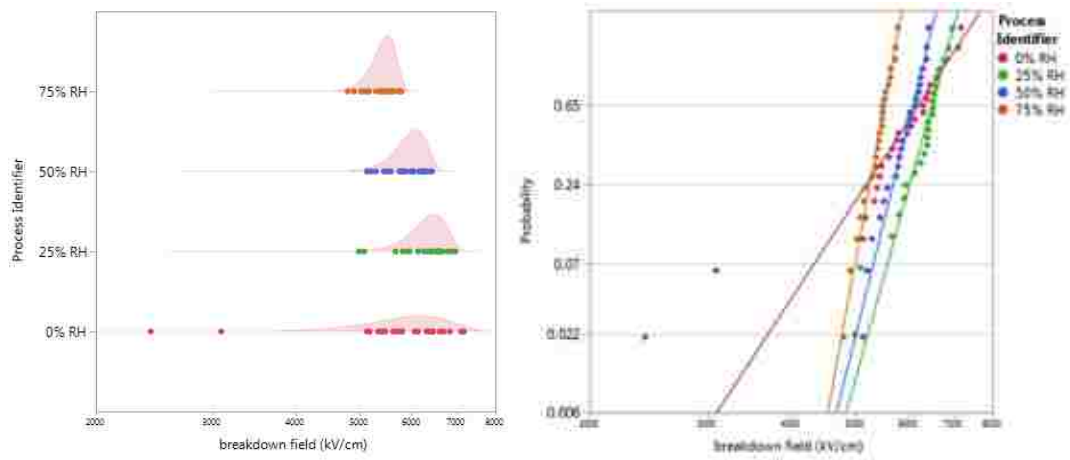 75% RH
50% RH
25% RH
0% RH
Process Identifier
2000
3000
4000
5000
6000
7000
8000
breakdown field (kV/cm)
0.65
0.24
0.07
0.022
0.006
Probability
breakdown field (kV/cm)
Process
Identifier
0% RH
25% RH
50% RH
75% RH